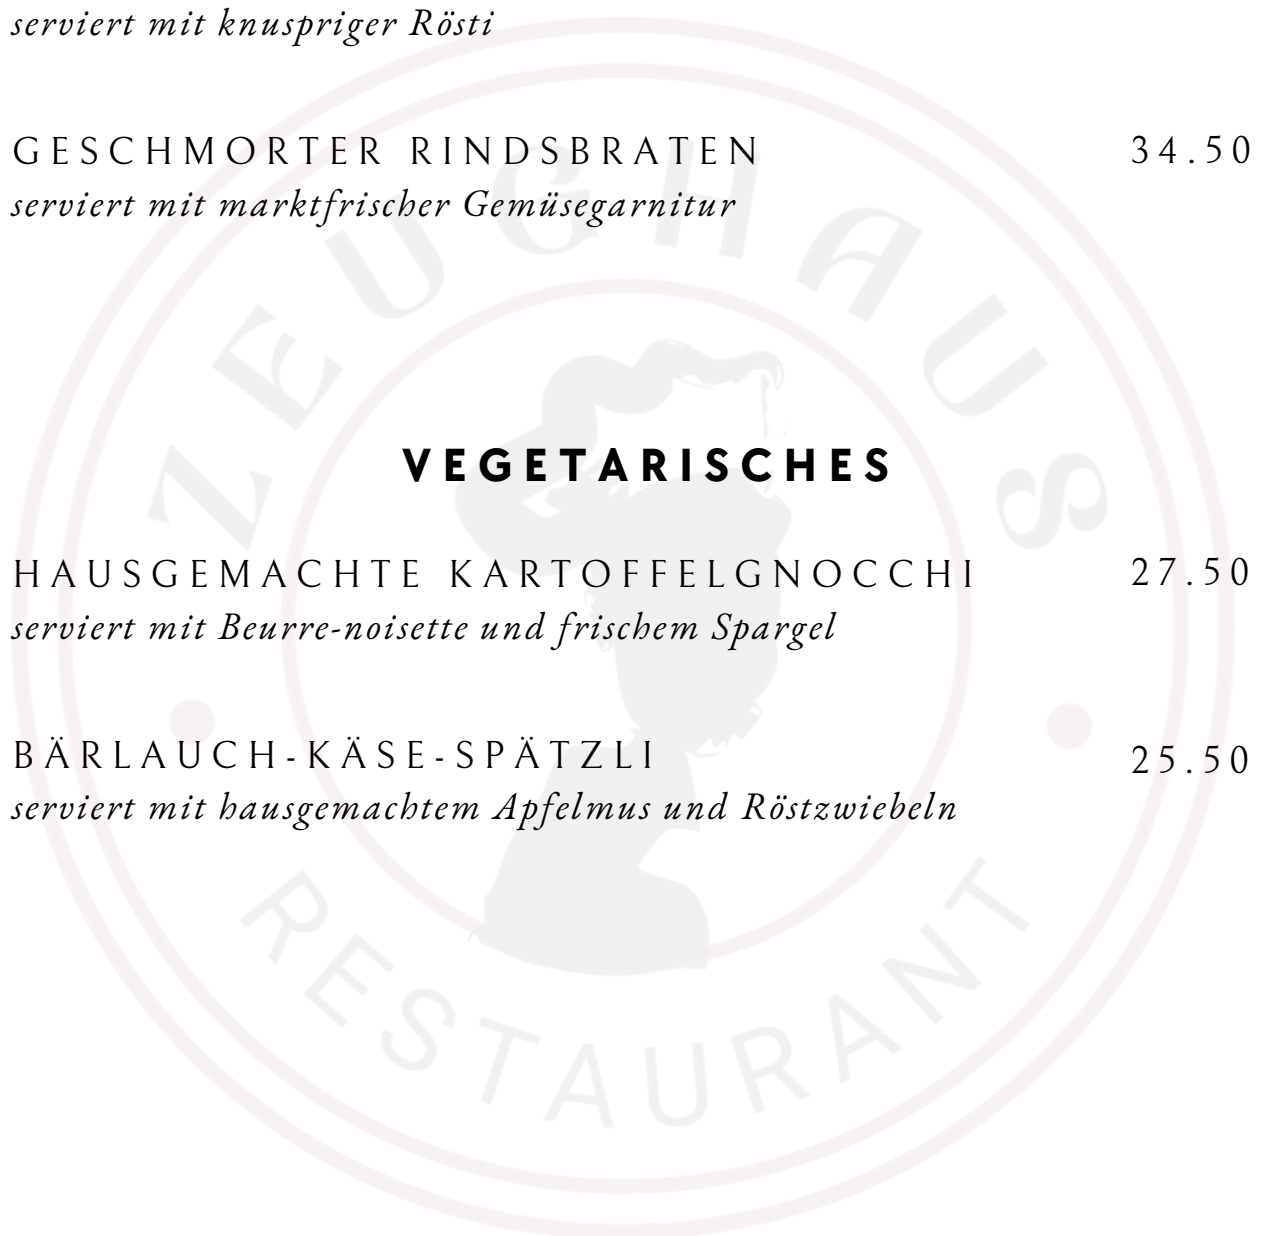 serviert mit knuspriger Rösti
GESCHMORTER RINDSBRATEN 34.50
serviert mit marktfrischer Gemüsegarnitur
ZEUGHAUS
VEGETARISCHES
HAUSGEMACHTE KARTOFFELGNOCCHI 27.50
serviert mit Beurre-noisette und frischem Spargel
BÄRLAUCH-KÄSE-SPÄTZLI 25.50
serviert mit hausgemachtem Apfelmus und Röstzwiebeln
RESTAURANT